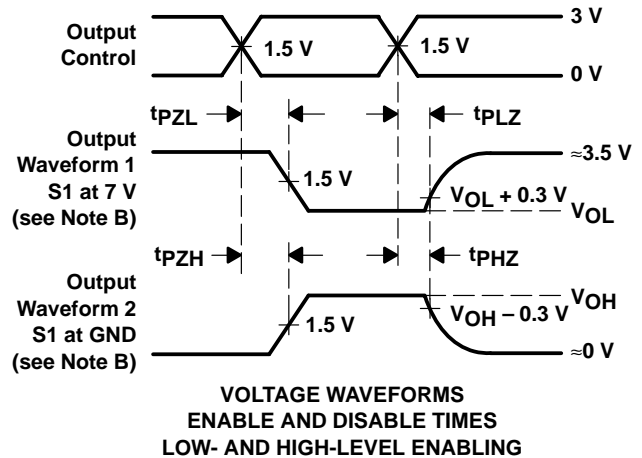 3 V
Output
Control
1.5 V
1.5 V
0 V
tPZL
tPLZ
Output
Waveform 1
S1 at 7 V
(see Note B)
≈3.5 V
1.5 V
VOL + 0.3 V
VOL
tPZH
tPHZ
Output
Waveform 2
S1 at GND
(see Note B)
VOH
1.5 V
VOH – 0.3 V
≈0 V
VOLTAGE WAVEFORMS
ENABLE AND DISABLE TIMES
LOW- AND HIGH-LEVEL ENABLING